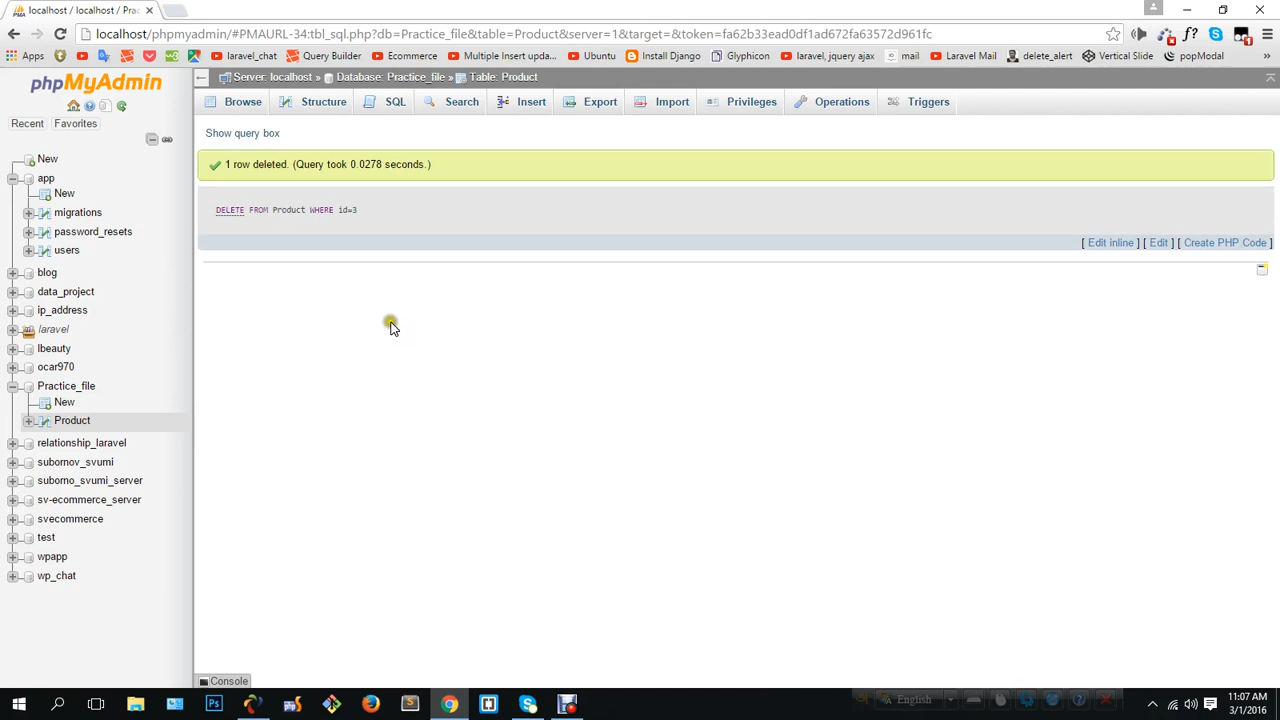 localhost / localhost / Prac
localhost/phpmyadmin/#PMAURL-34:tbl_sql.php?db=Practice_file&table=Product&server=1&target=&token=fa62b33ead0df1ad672fa63572d961fc
Apps laravel_chat Query Builder Ecommerce Multiple Insert upda... Ubuntu Install Django Glyphicon laravel, jquery ajax mail Laravel Mail delete_alert Vertical Slide popModal
phpMyAdmin
Server: localhost » Database: Practice_file » Table: Product
Browse Structure SQL Search Insert Export Import Privileges Operations Triggers
Recent Favorites
Show query box
1 row deleted. (Query took 0.0278 seconds.)
DELETE FROM Product WHERE id=3
[ Edit inline ] [ Edit ] [ Create PHP Code ]
New
app
New
migrations
password_resets
users
blog
data_project
ip_address
laravel
lbeauty
ocar970
Practice_file
New
Product
relationship_laravel
subornov_svumi
suborno_svumi_server
sv-ecommerce_server
svecommerce
test
wpapp
wp_chat
Console
English
11:07 AM
3/1/2016